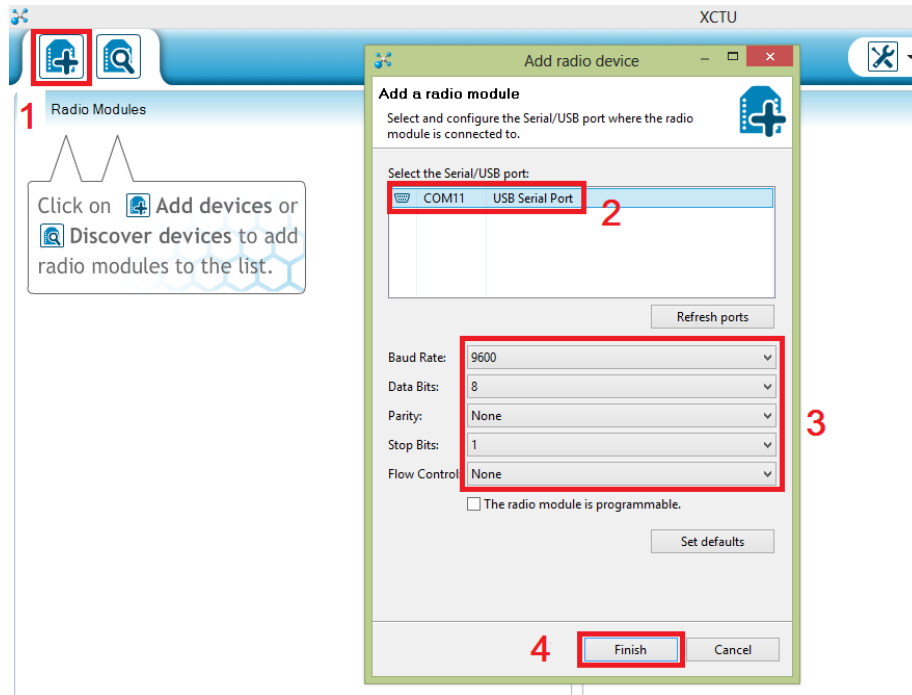 XCTU
1
Radio Modules
Click on Add devices or
Discover devices to add
radio modules to the list.
Add radio device
Add a radio module
Select and configure the Serial/USB port where the radio
module is connected to.
Select the Serial/USB port:
COM11 USB Serial Port
2
Refresh ports
Baud Rate: 9600
Data Bits: 8
Parity: None
Stop Bits: 1
Flow Control: None
3
The radio module is programmable.
Set defaults
4
Finish Cancel